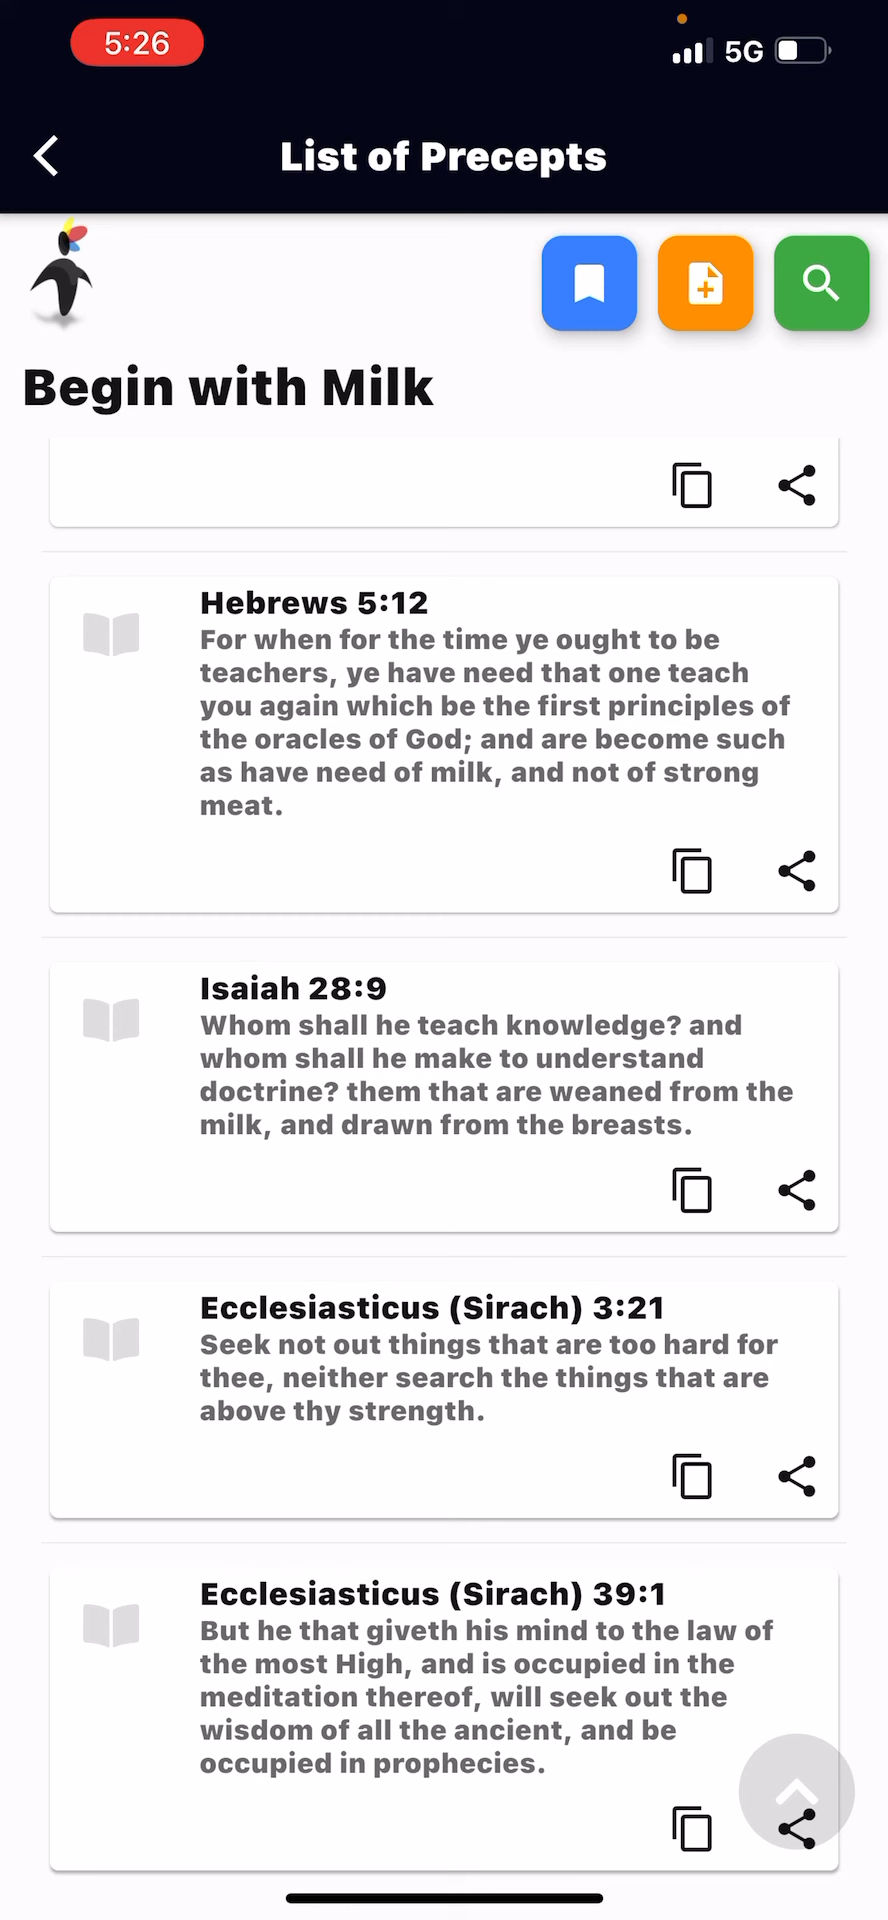 5:26
5G
List of Precepts
Begin with Milk
Hebrews 5:12
For when for the time ye ought to be
teachers, ye have need that one teach
you again which be the first principles of
the oracles of God; and are become such
as have need of milk, and not of strong
meat.
Isaiah 28:9
Whom shall he teach knowledge? and
whom shall he make to understand
doctrine? them that are weaned from the
milk, and drawn from the breasts.
Ecclesiasticus (Sirach) 3:21
Seek not out things that are too hard for
thee, neither search the things that are
above thy strength.
Ecclesiasticus (Sirach) 39:1
But he that giveth his mind to the law of
the most High, and is occupied in the
meditation thereof, will seek out the
wisdom of all the ancient, and be
occupied in prophecies.